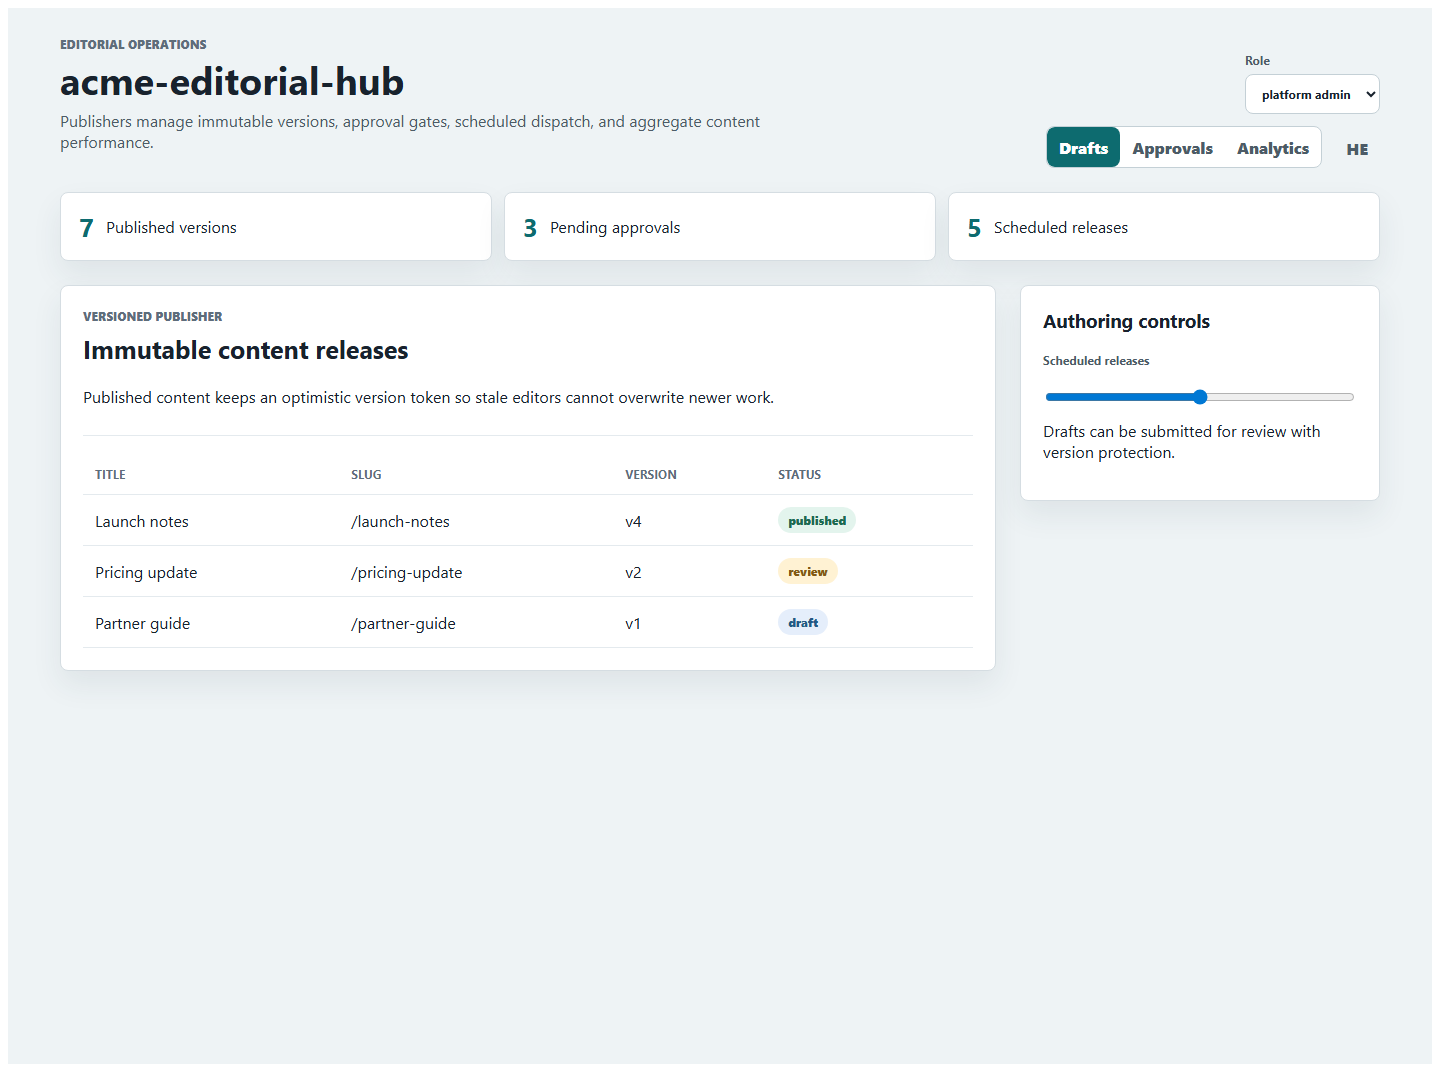 EDITORIAL OPERATIONS
acme-editorial-hub
Publishers manage immutable versions, approval gates, scheduled dispatch, and aggregate content
performance.
Role
platform admin
Drafts Approvals Analytics HE
7 Published versions
3 Pending approvals
5 Scheduled releases
VERSIONED PUBLISHER
Immutable content releases
Published content keeps an optimistic version token so stale editors cannot overwrite newer work.
TITLE SLUG VERSION STATUS
Launch notes /launch-notes v4 published
Pricing update /pricing-update v2 review
Partner guide /partner-guide v1 draft
Authoring controls
Scheduled releases
Drafts can be submitted for review with
version protection.